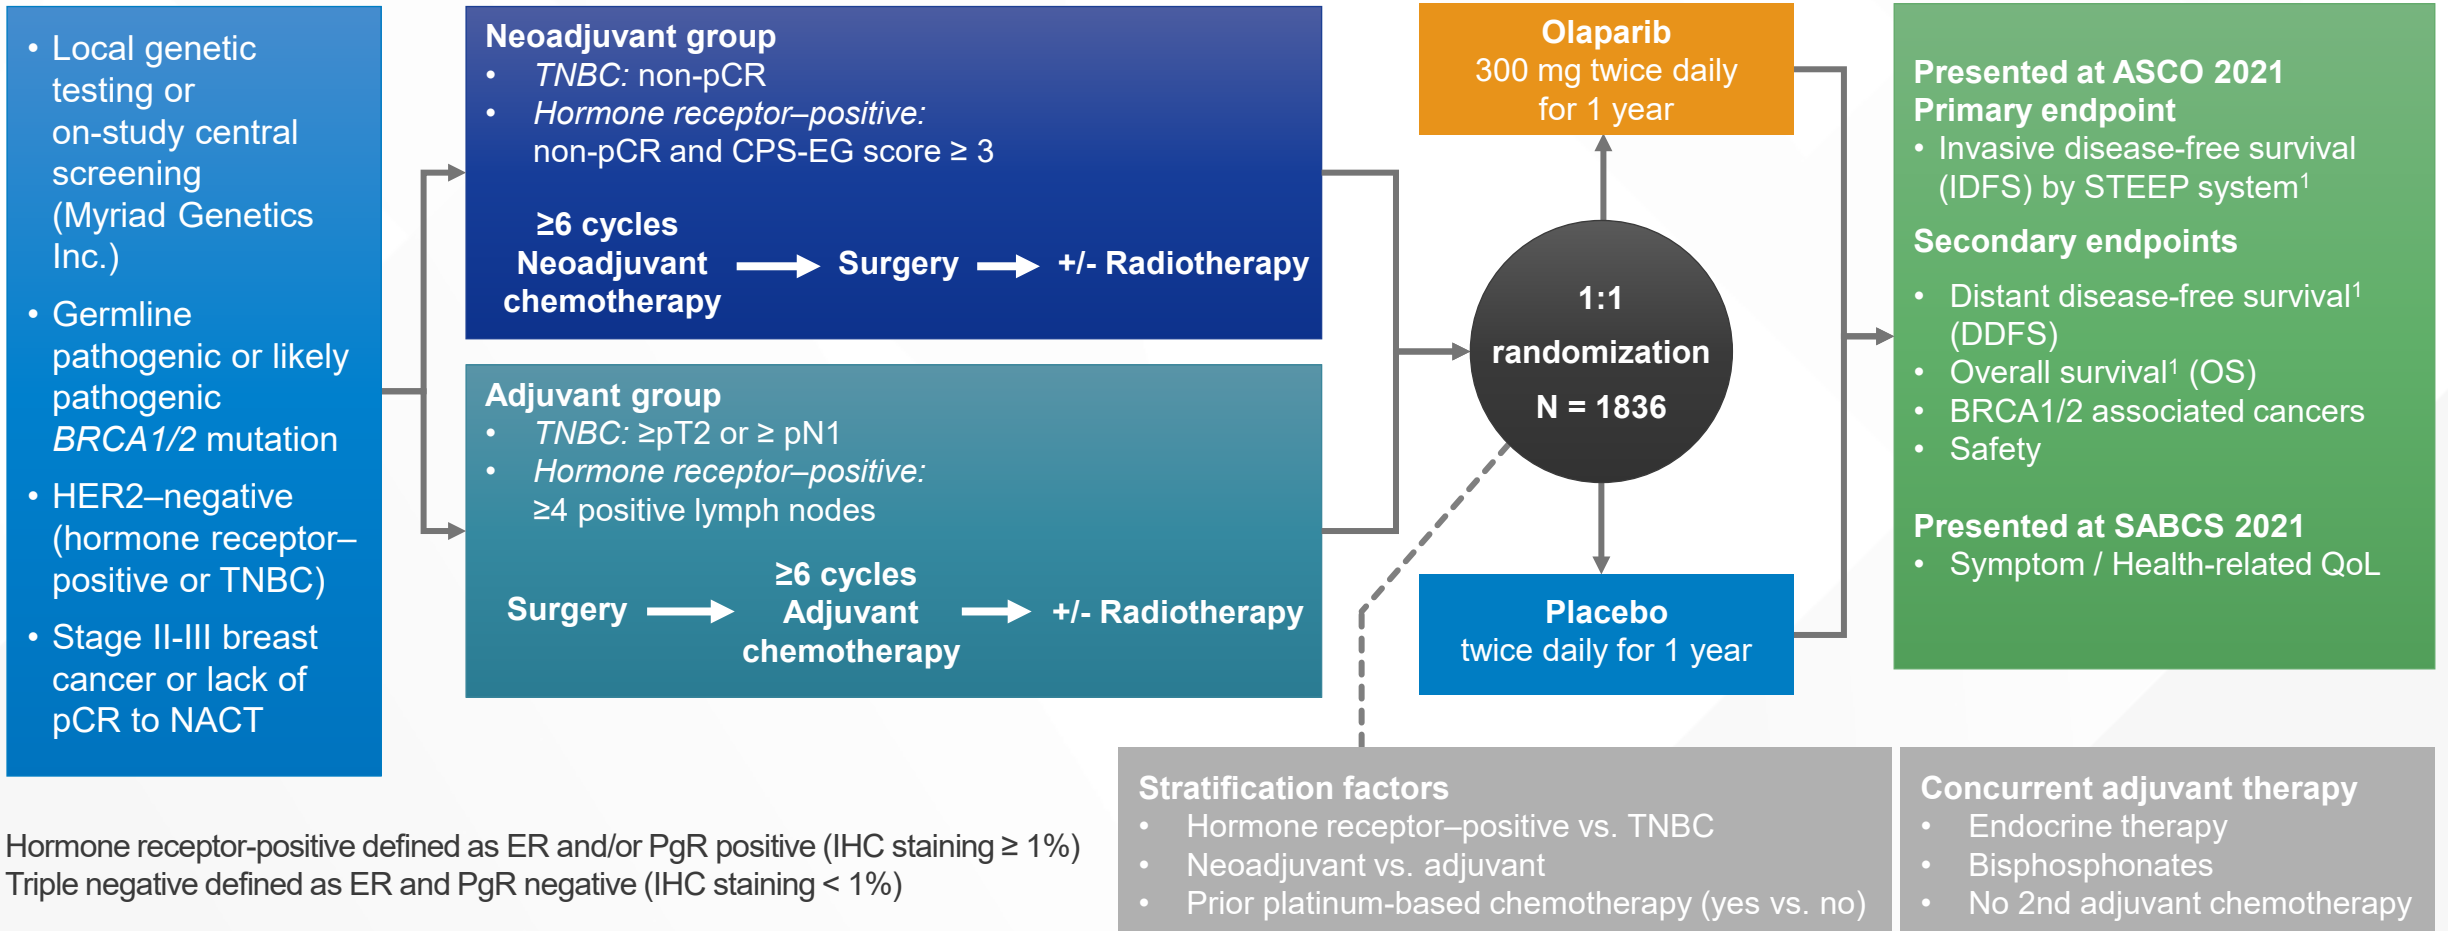 • Local genetic
testing or
on-study central
screening
(Myriad Genetics
Inc.)
• Germline
pathogenic or likely
pathogenic
BRCA1/2 mutation
• HER2–negative
(hormone receptor–
positive or TNBC)
• Stage II-III breast
cancer or lack of
pCR to NACT
Neoadjuvant group
• TNBC: non-pCR
• Hormone receptor–positive:
non-pCR and CPS-EG score ≥ 3
≥6 cycles
Neoadjuvant
chemotherapy
Surgery
+/- Radiotherapy
Adjuvant group
• TNBC: ≥pT2 or ≥ pN1
• Hormone receptor–positive:
≥4 positive lymph nodes
Surgery
≥6 cycles
Adjuvant
chemotherapy
+/- Radiotherapy
Olaparib
300 mg twice daily
for 1 year
1:1
randomization
N = 1836
Placebo
twice daily for 1 year
Presented at ASCO 2021
Primary endpoint
• Invasive disease-free survival
(IDFS) by STEEP system¹
Secondary endpoints
• Distant disease-free survival¹
(DDFS)
• Overall survival¹ (OS)
• BRCA1/2 associated cancers
• Safety
Presented at SABCS 2021
• Symptom / Health-related QoL
Stratification factors
• Hormone receptor–positive vs. TNBC
• Neoadjuvant vs. adjuvant
• Prior platinum-based chemotherapy (yes vs. no)
Concurrent adjuvant therapy
• Endocrine therapy
• Bisphosphonates
• No 2nd adjuvant chemotherapy
Hormone receptor-positive defined as ER and/or PgR positive (IHC staining ≥ 1%)
Triple negative defined as ER and PgR negative (IHC staining < 1%)